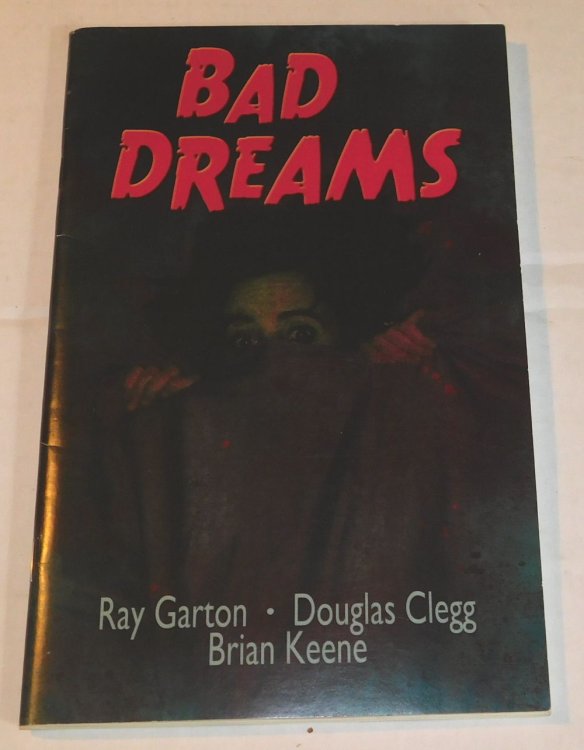 BAD
DREAMS
Ray Garton • Douglas Clegg
Brian Keene